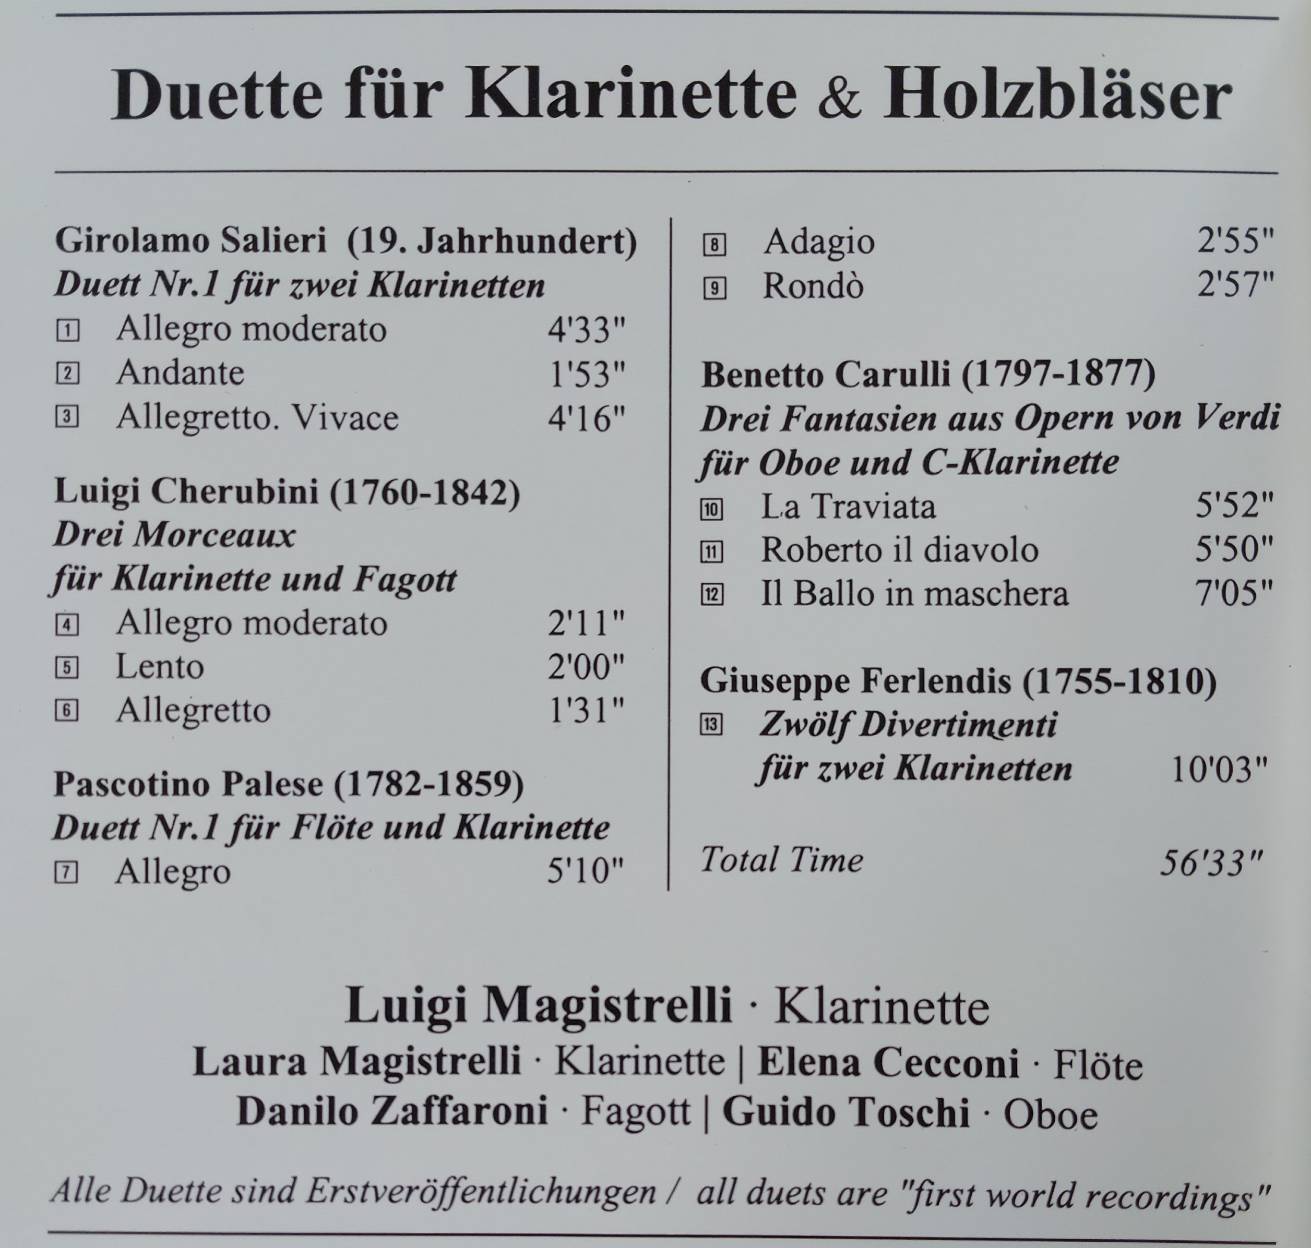 Duette für Klarinette & Holzbläser
Girolamo Salieri (19. Jahrhundert)
Duett Nr.1 für zwei Klarinetten
1 Allegro moderato 4'33"
2 Andante 1'53"
3 Allegretto. Vivace 4'16"
Luigi Cherubini (1760-1842)
Drei Morceaux
für Klarinette und Fagott
4 Allegro moderato 2'11"
5 Lento 2'00"
6 Allegretto 1'31"
Pascotino Palese (1782-1859)
Duett Nr.1 für Flöte und Klarinette
7 Allegro 5'10"
8 Adagio 2'55"
9 Rondò 2'57"
Benetto Carulli (1797-1877)
Drei Fantasien aus Opern von Verdi
für Oboe und C-Klarinette
10 La Traviata 5'52"
11 Roberto il diavolo 5'50"
12 Il Ballo in maschera 7'05"
Giuseppe Ferlendis (1755-1810)
13 Zwölf Divertimenti
für zwei Klarinetten 10'03"
Total Time 56'33"
Luigi Magistrelli · Klarinette
Laura Magistrelli · Klarinette | Elena Cecconi · Flöte
Danilo Zaffaroni · Fagott | Guido Toschi · Oboe
Alle Duette sind Erstveröffentlichungen / all duets are "first world recordings"